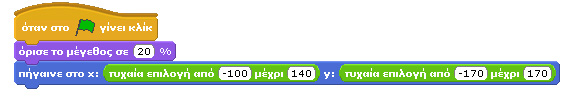 όταν στο γίνει κλίκ
όρισε το μέγεθος σε 20 %
πήγαινε στο x: τυχαία επιλογή από -100 μέχρι 140 y: τυχαία επιλογή από -170 μέχρι 170